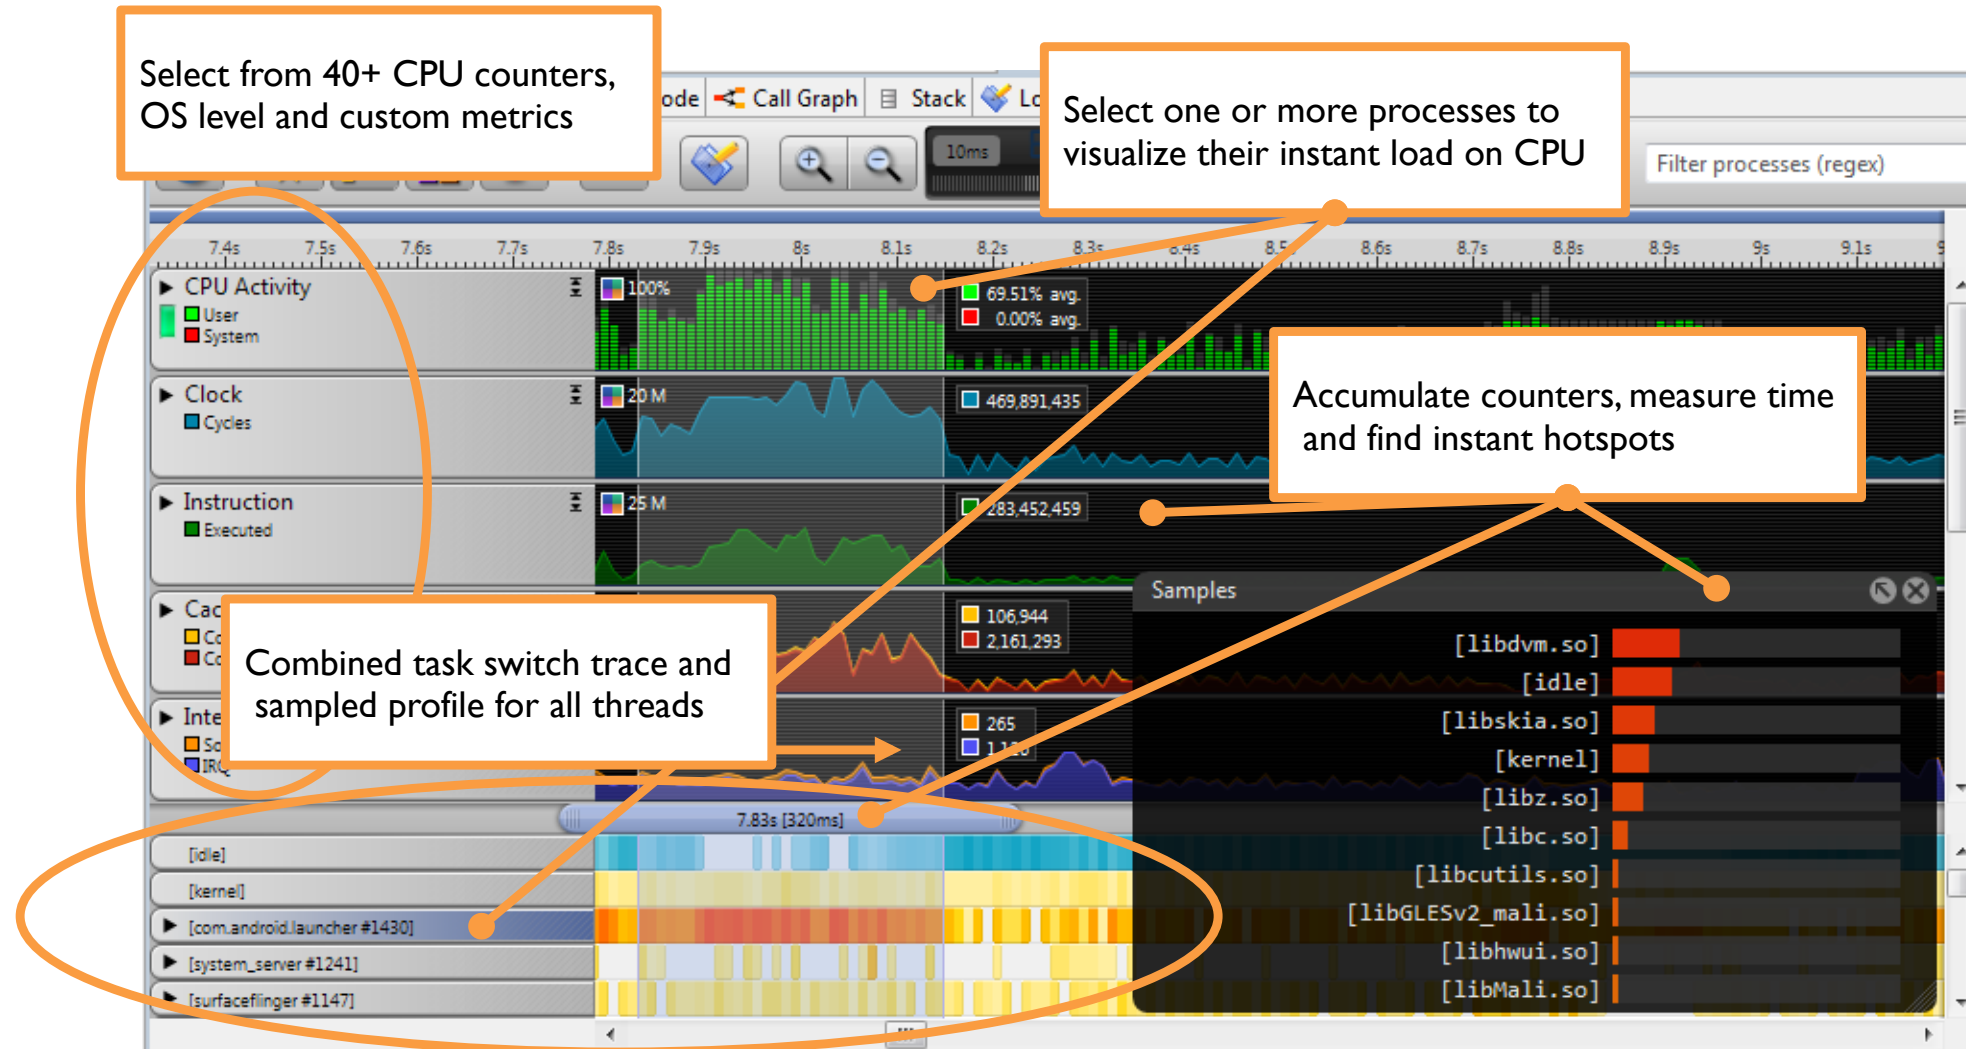 Select from 40+ CPU counters,
OS level and custom metrics
Call Graph
Stack
Select one or more processes to
visualize their instant load on CPU
10ms
Filter processes (regex)
7.4s 7.5s 7.6s 7.7s 7.8s 7.9s 8s 8.1s 8.2s 8.3s 8.4s 8.6s 8.7s 8.8s 8.9s 9s 9.1s
CPU Activity
User
System
100%
69.51% avg.
0.00% avg.
Clock
Cycles
20 M
469,891,435
Accumulate counters, measure time
and find instant hotspots
Instruction
Executed
25 M
283,452,459
106,944
2,161,293
Combined task switch trace and
sampled profile for all threads
IRQ
265
Samples
[libdvm.so]
[idle]
[libskia.so]
[kernel]
[libz.so]
[libc.so]
[libcutils.so]
[libGLESv2_mali.so]
[libhwui.so]
[libMali.so]
7.83s [320ms]
[idle]
[kernel]
[com.android.launcher #1430]
[system_server #1241]
[surfaceflinger #1147]